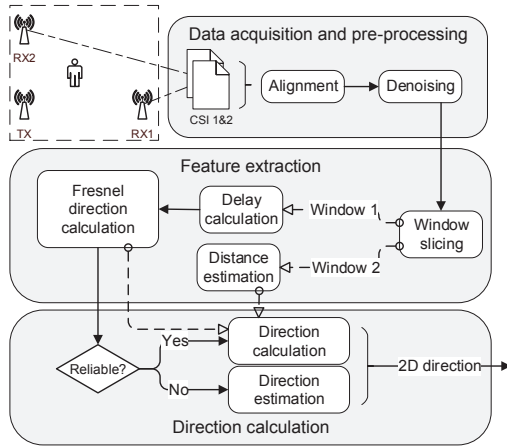 Data acquisition and pre-processing
RX2
TX
RX1
CSI 1&2
Alignment
Denoising
Feature extraction
Fresnel
direction
calculation
Delay
calculation
Window 1
Window
slicing
Distance
estimation
Window 2
Reliable?
Yes
No
Direction
calculation
Direction
estimation
2D direction
Direction calculation